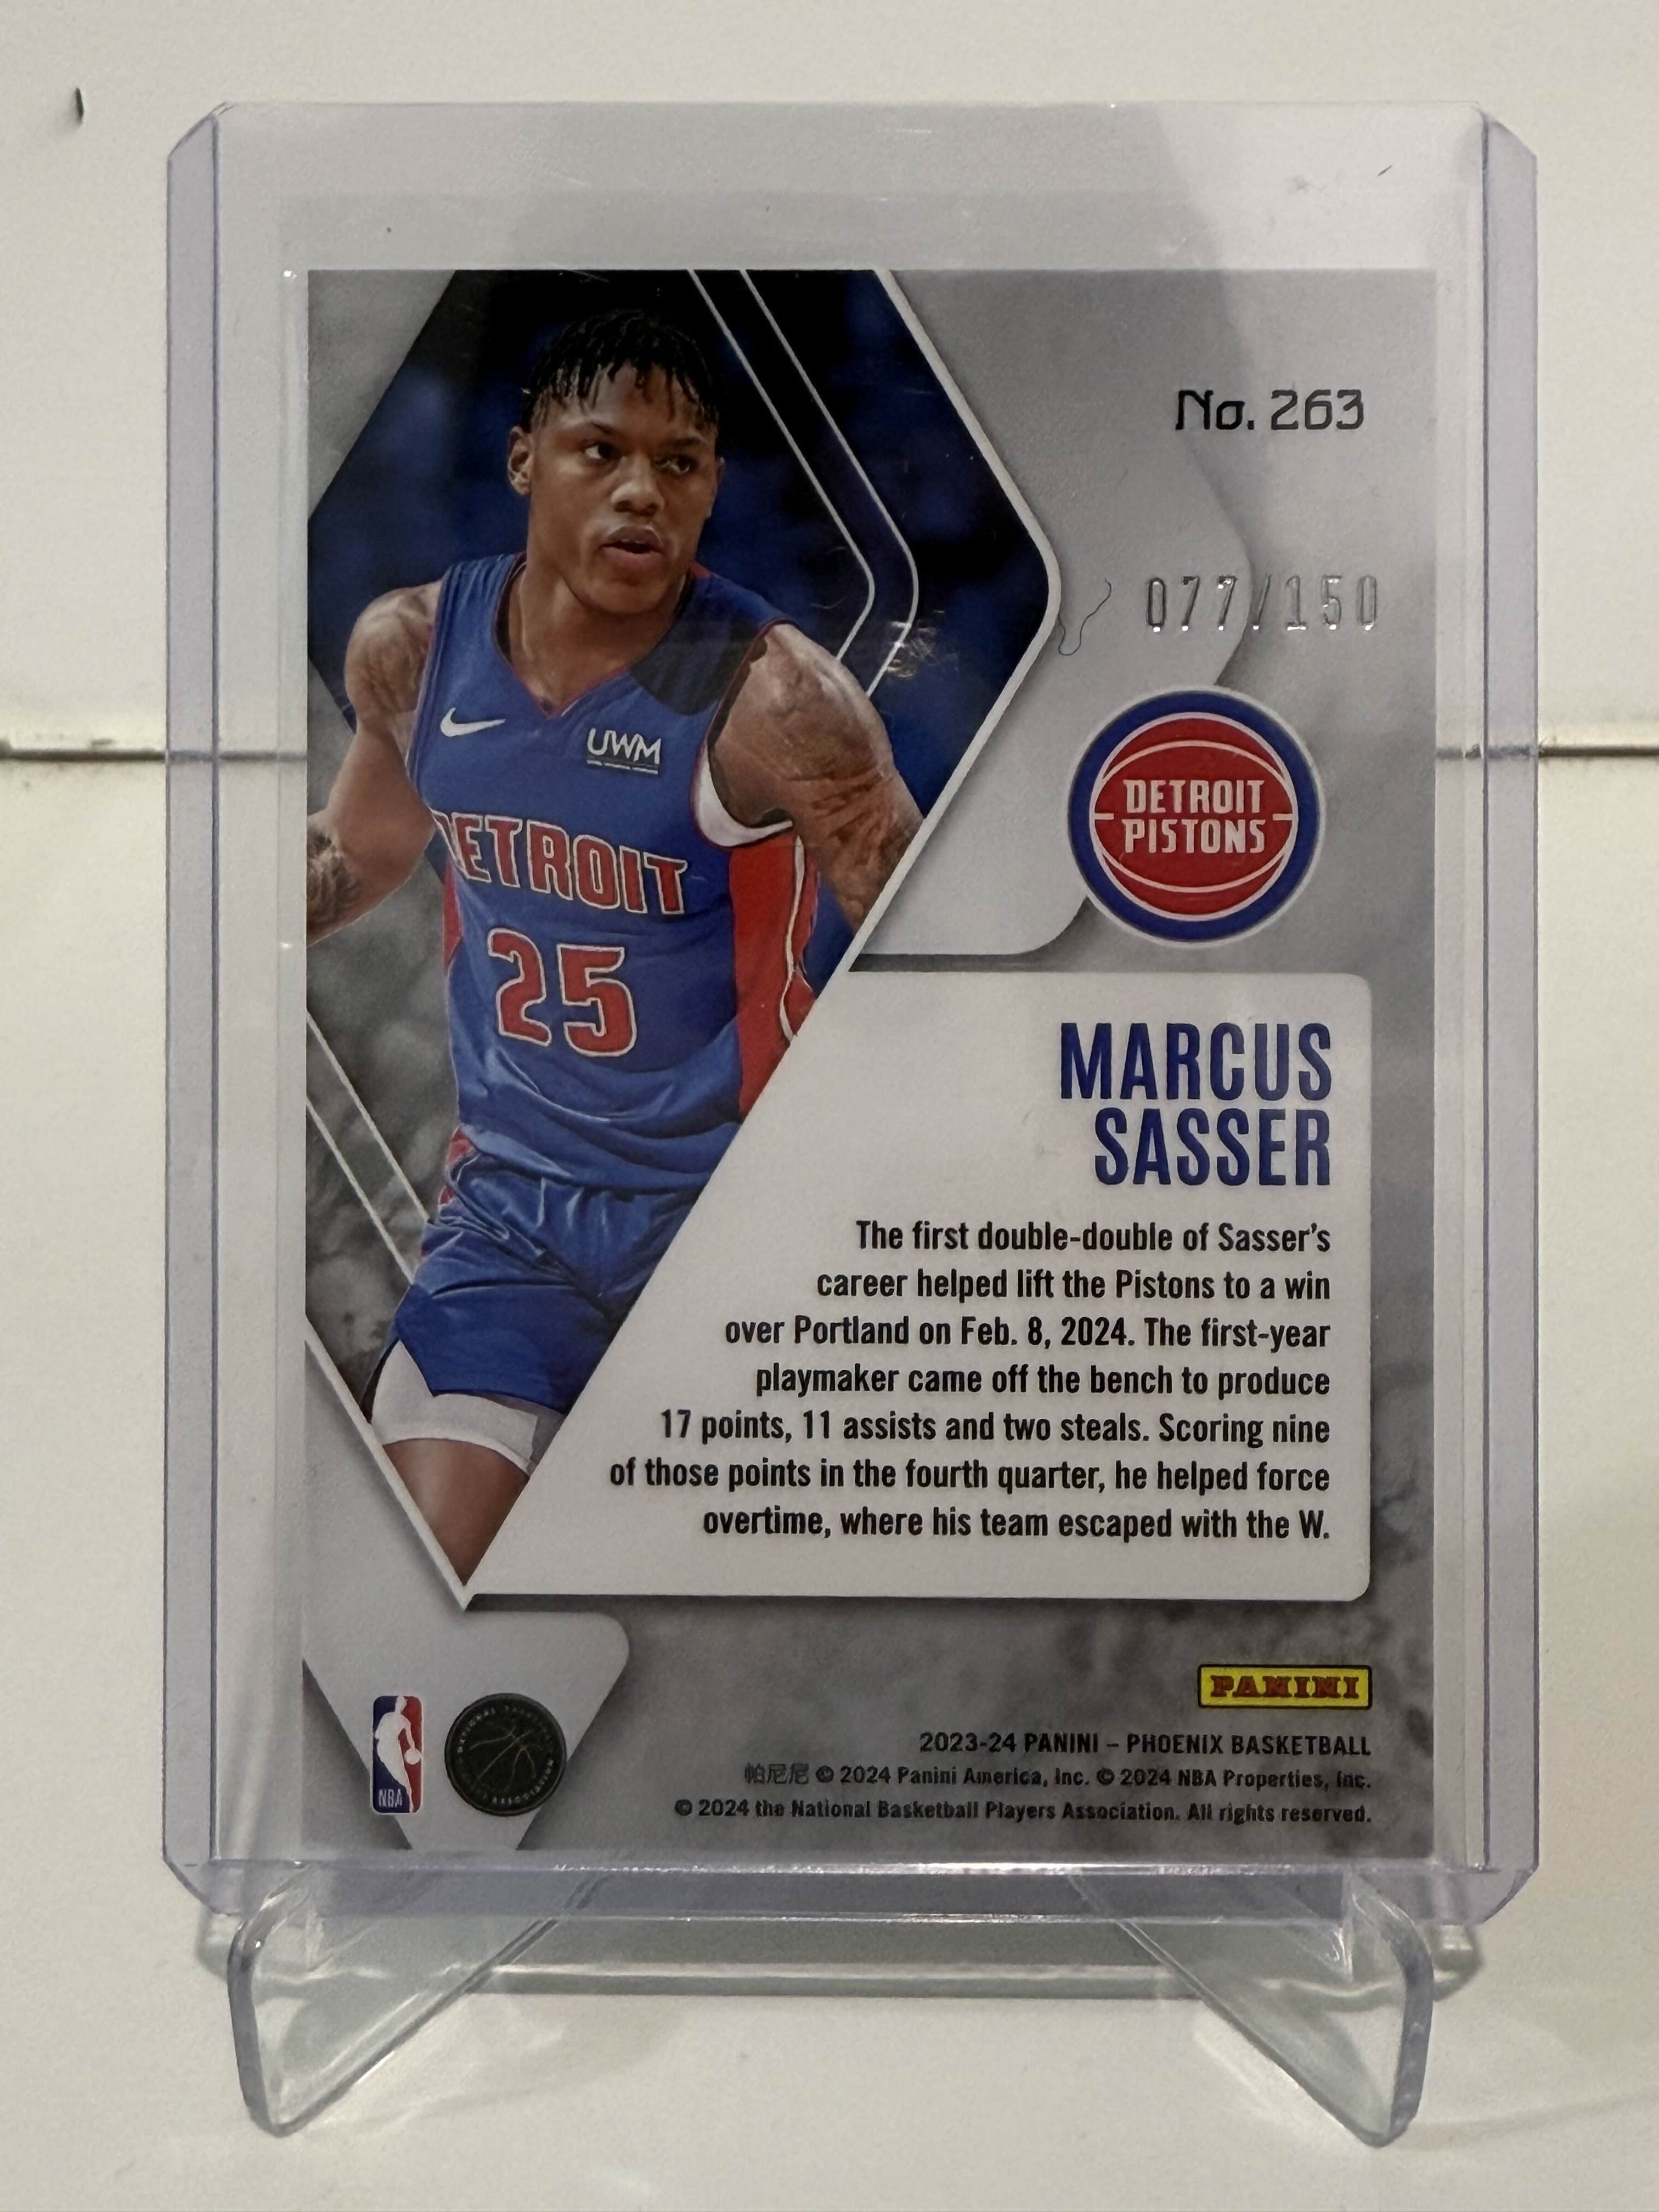 No. 263
077/150
UWM
DETROIT
25
DETROIT
PISTONS
MARCUS
SASSER
The first double-double of Sasser's
career helped lift the Pistons to a win
over Portland on Feb. 8, 2024. The first-year
playmaker came off the bench to produce
17 points, 11 assists and two steals. Scoring nine
of those points in the fourth quarter, he helped force
overtime, where his team escaped with the W.
PANINI
2023-24 PANINI – PHOENIX BASKETBALL
帕尼尼 © 2024 Panini America, Inc. © 2024 NBA Properties, Inc.
© 2024 the National Basketball Players Association. All rights reserved.
NBA